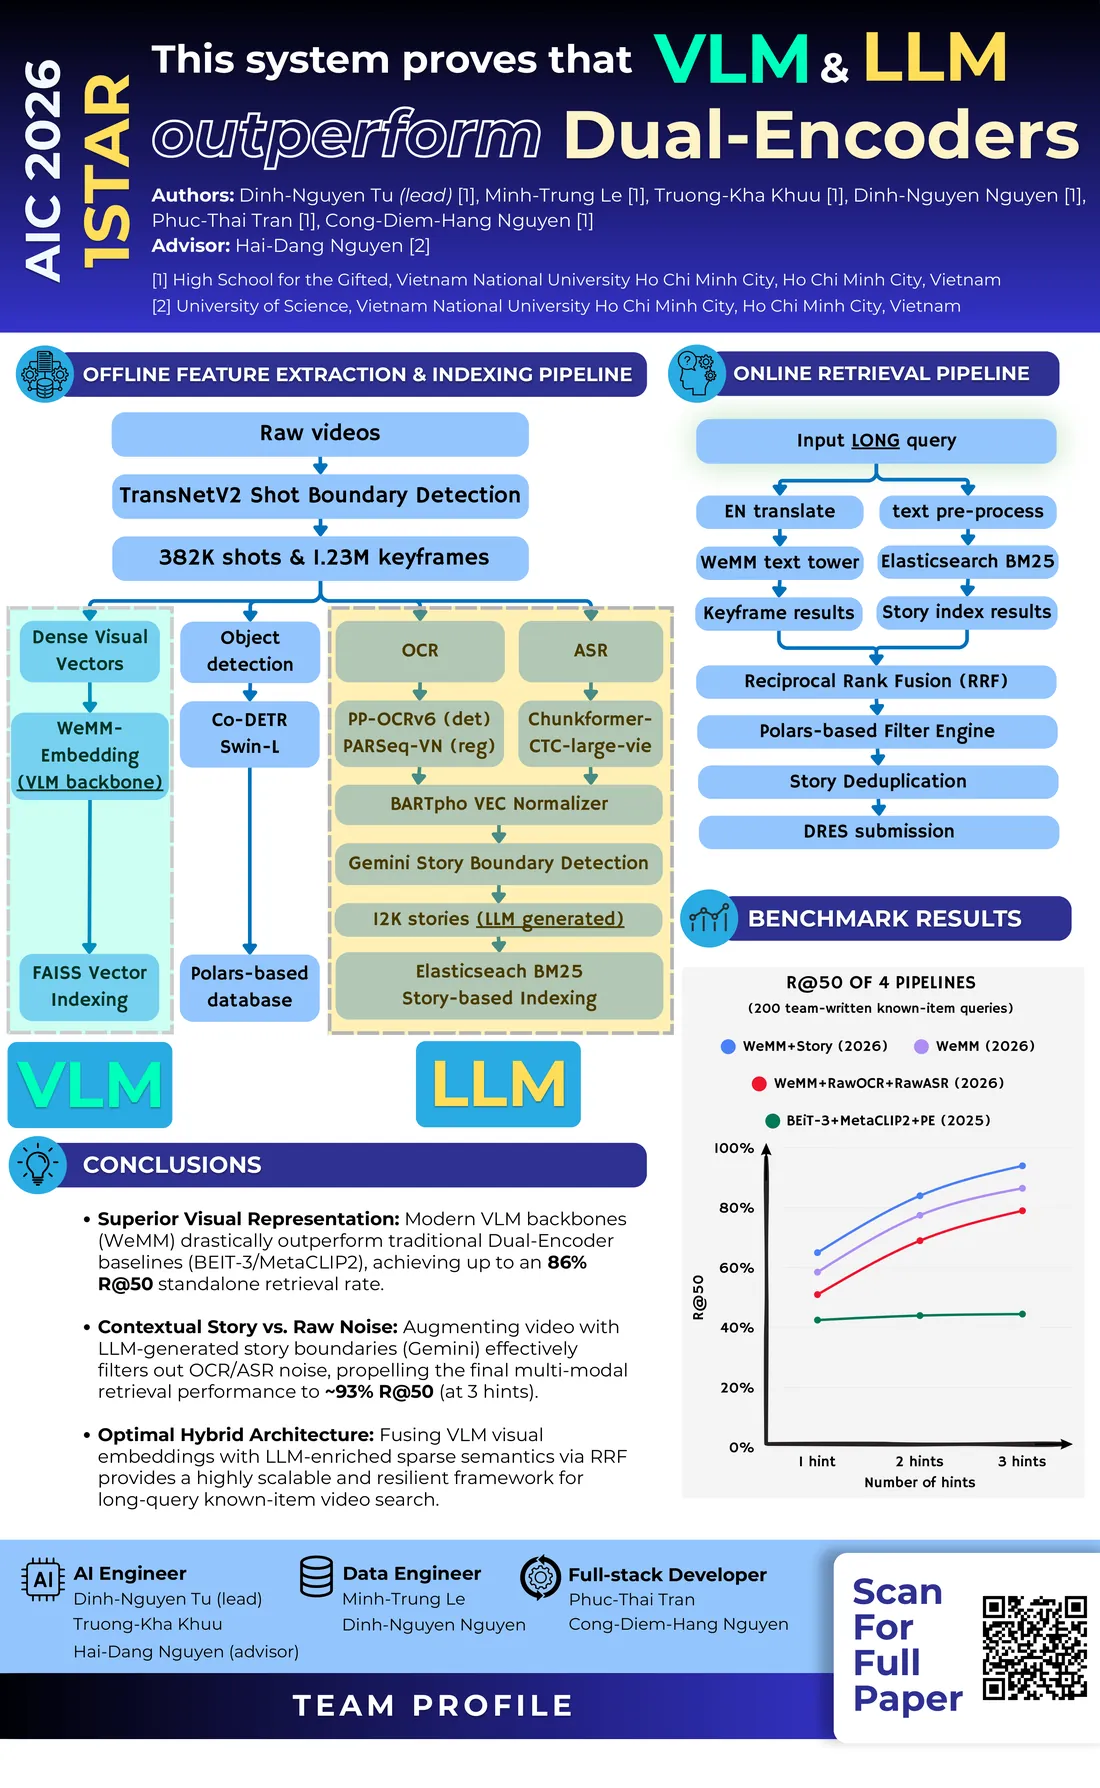 AIC 2026
1STAR
This system proves that VLM & LLM
outperform Dual-Encoders
Authors: Dinh-Nguyen Tu (lead) [1], Minh-Trung Le [1], Truong-Kha Khuu [1], Dinh-Nguyen Nguyen [1],
Phuc-Thai Tran [1], Cong-Diem-Hang Nguyen [1]
Advisor: Hai-Dang Nguyen [2]
[1] High School for the Gifted, Vietnam National University Ho Chi Minh City, Ho Chi Minh City, Vietnam
[2] University of Science, Vietnam National University Ho Chi Minh City, Ho Chi Minh City, Vietnam
OFFLINE FEATURE EXTRACTION & INDEXING PIPELINE
Raw videos
TransNetV2 Shot Boundary Detection
382K shots & 1.23M keyframes
Dense Visual
Vectors
WeMM-
Embedding
(VLM backbone)
FAISS Vector
Indexing
VLM
Object
detection
Co-DETR
Swin-L
Polars-based
database
OCR
ASR
PP-OCRv6 (det)
PARSeq-VN (reg)
Chunkformer-
CTC-large-vie
BARTpho VEC Normalizer
Gemini Story Boundary Detection
12K stories (LLM generated)
Elasticseach BM25
Story-based Indexing
LLM
ONLINE RETRIEVAL PIPELINE
Input LONG query
EN translate
text pre-process
WeMM text tower
Elasticsearch BM25
Keyframe results
Story index results
Reciprocal Rank Fusion (RRF)
Polars-based Filter Engine
Story Deduplication
DRES submission
BENCHMARK RESULTS
R@50 OF 4 PIPELINES
(200 team-written known-item queries)
WeMM+Story (2026)
WeMM (2026)
WeMM+RawOCR+RawASR (2026)
BEiT-3+MetaCLIP2+PE (2025)
100%
80%
60%
40%
20%
0%
R@50
1 hint
2 hints
3 hints
Number of hints
CONCLUSIONS
• Superior Visual Representation: Modern VLM backbones
(WeMM) drastically outperform traditional Dual-Encoder
baselines (BEIT-3/MetaCLIP2), achieving up to an 86%
R@50 standalone retrieval rate.
• Contextual Story vs. Raw Noise: Augmenting video with
LLM-generated story boundaries (Gemini) effectively
filters out OCR/ASR noise, propelling the final multi-modal
retrieval performance to ~93% R@50 (at 3 hints).
• Optimal Hybrid Architecture: Fusing VLM visual
embeddings with LLM-enriched sparse semantics via RRF
provides a highly scalable and resilient framework for
long-query known-item video search.
AI
AI Engineer
Dinh-Nguyen Tu (lead)
Truong-Kha Khuu
Hai-Dang Nguyen (advisor)
Data Engineer
Minh-Trung Le
Dinh-Nguyen Nguyen
Full-stack Developer
Phuc-Thai Tran
Cong-Diem-Hang Nguyen
TEAM PROFILE
Scan
For
Full
Paper